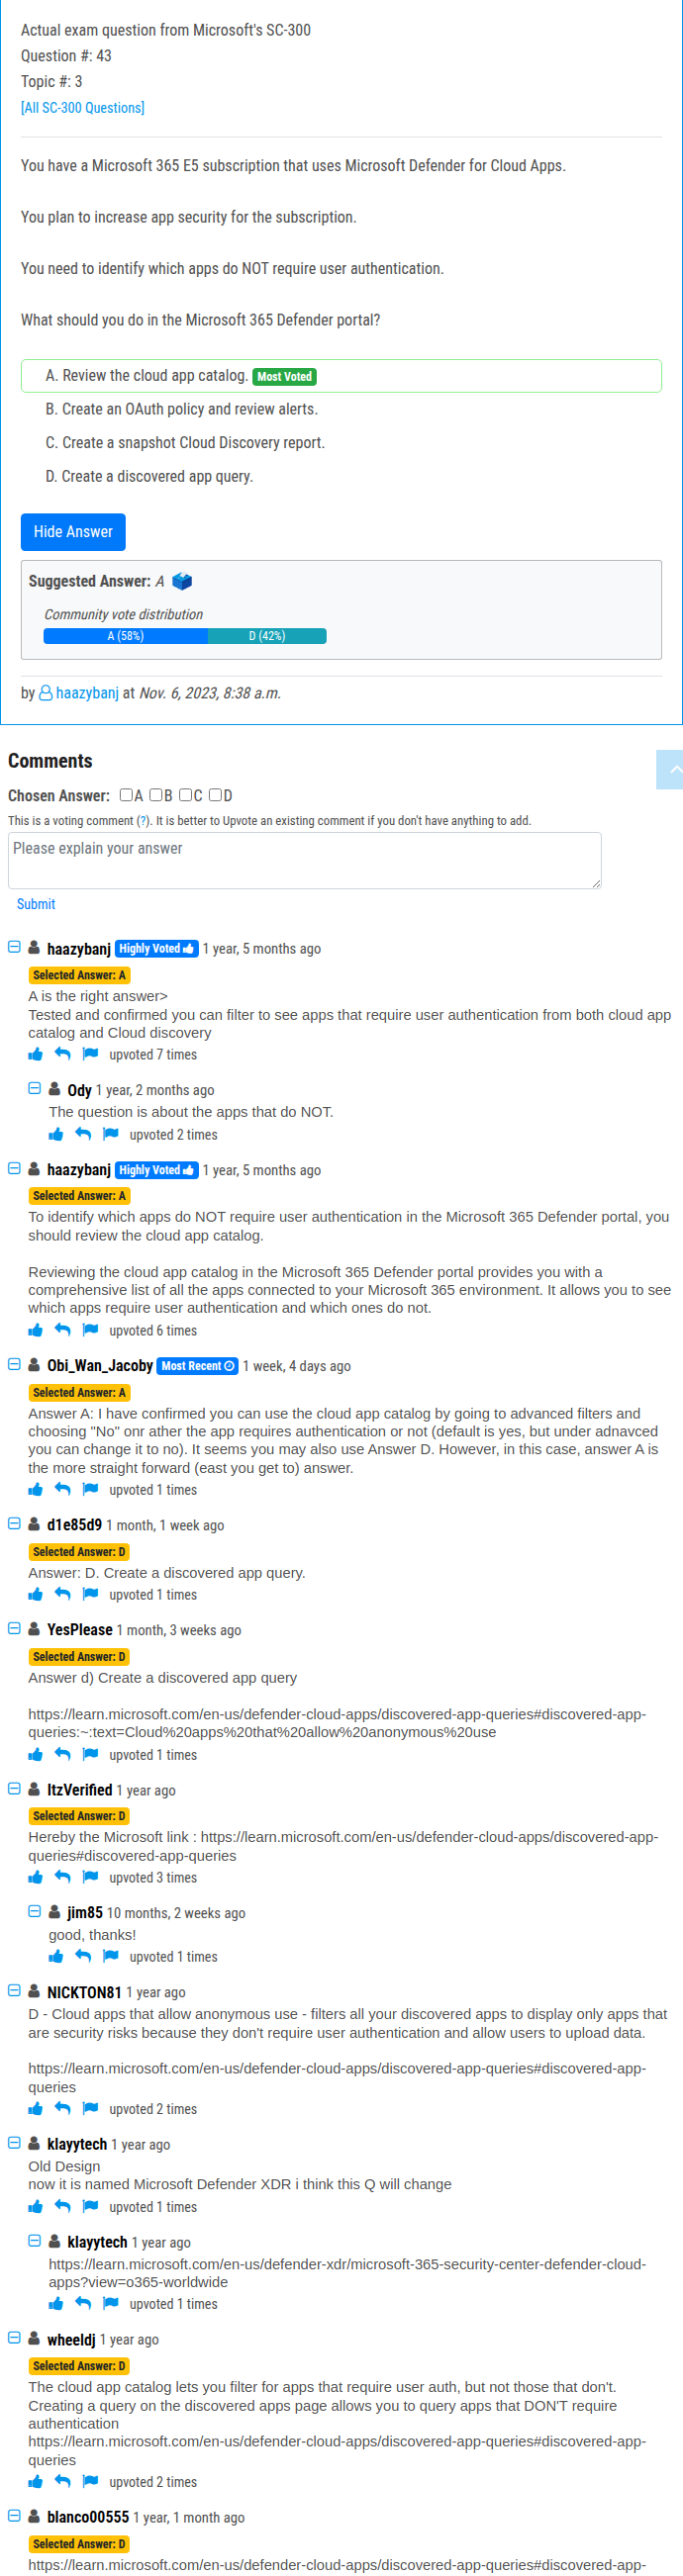 Actual exam question from Microsoft's SC-300
Question #: 43
Topic #: 3
[All SC-300 Questions]
You have a Microsoft 365 E5 subscription that uses Microsoft Defender for Cloud Apps.
You plan to increase app security for the subscription.
You need to identify which apps do NOT require user authentication.
What should you do in the Microsoft 365 Defender portal?
A. Review the cloud app catalog. Most Voted
B. Create an OAuth policy and review alerts.
C. Create a snapshot Cloud Discovery report.
D. Create a discovered app query.
Hide Answer
Suggested Answer: A
Community vote distribution
A (58%) D (42%)
by haazybanj at Nov. 6, 2023, 8:38 a.m.
Comments
Chosen Answer: A B C D
This is a voting comment (?). It is better to Upvote an existing comment if you don't have anything to add.
Please explain your answer
Submit
haazybanj Highly Voted 1 year, 5 months ago
Selected Answer: A
A is the right answer>
Tested and confirmed you can filter to see apps that require user authentication from both cloud app
catalog and Cloud discovery
upvoted 7 times
Ody 1 year, 2 months ago
The question is about the apps that do NOT.
upvoted 2 times
haazybanj Highly Voted 1 year, 5 months ago
Selected Answer: A
To identify which apps do NOT require user authentication in the Microsoft 365 Defender portal, you
should review the cloud app catalog.
Reviewing the cloud app catalog in the Microsoft 365 Defender portal provides you with a
comprehensive list of all the apps connected to your Microsoft 365 environment. It allows you to see
which apps require user authentication and which ones do not.
upvoted 6 times
Obi_Wan_Jacoby Most Recent 1 week, 4 days ago
Selected Answer: A
Answer A: I have confirmed you can use the cloud app catalog by going to advanced filters and
choosing "No" onr ather the app requires authentication or not (default is yes, but under adnavced
you can change it to no). It seems you may also use Answer D. However, in this case, answer A is
the more straight forward (east you get to) answer.
upvoted 1 times
d1e85d9 1 month, 1 week ago
Selected Answer: D
Answer: D. Create a discovered app query.
upvoted 1 times
YesPlease 1 month, 3 weeks ago
Selected Answer: D
Answer d) Create a discovered app query
https://learn.microsoft.com/en-us/defender-cloud-apps/discovered-app-queries#discovered-app-
queries:~:text=Cloud%20apps%20that%20allow%20anonymous%20use
upvoted 1 times
ItzVerified 1 year ago
Selected Answer: D
Hereby the Microsoft link : https://learn.microsoft.com/en-us/defender-cloud-apps/discovered-app-
queries#discovered-app-queries
upvoted 3 times
jim85 10 months, 2 weeks ago
good, thanks!
upvoted 1 times
NICKTON81 1 year ago
D - Cloud apps that allow anonymous use - filters all your discovered apps to display only apps that
are security risks because they don't require user authentication and allow users to upload data.
https://learn.microsoft.com/en-us/defender-cloud-apps/discovered-app-queries#discovered-app-
queries
upvoted 2 times
klayytech 1 year ago
Old Design
now it is named Microsoft Defender XDR i think this Q will change
upvoted 1 times
klayytech 1 year ago
https://learn.microsoft.com/en-us/defender-xdr/microsoft-365-security-center-defender-cloud-
apps?view=o365-worldwide
upvoted 1 times
wheeldj 1 year ago
Selected Answer: D
The cloud app catalog lets you filter for apps that require user auth, but not those that don't.
Creating a query on the discovered apps page allows you to query apps that DON'T require
authentication
https://learn.microsoft.com/en-us/defender-cloud-apps/discovered-app-queries#discovered-app-
queries
upvoted 2 times
blanco00555 1 year, 1 month ago
Selected Answer: D
https://learn.microsoft.com/en-us/defender-cloud-apps/discovered-app-queries#discovered-app-